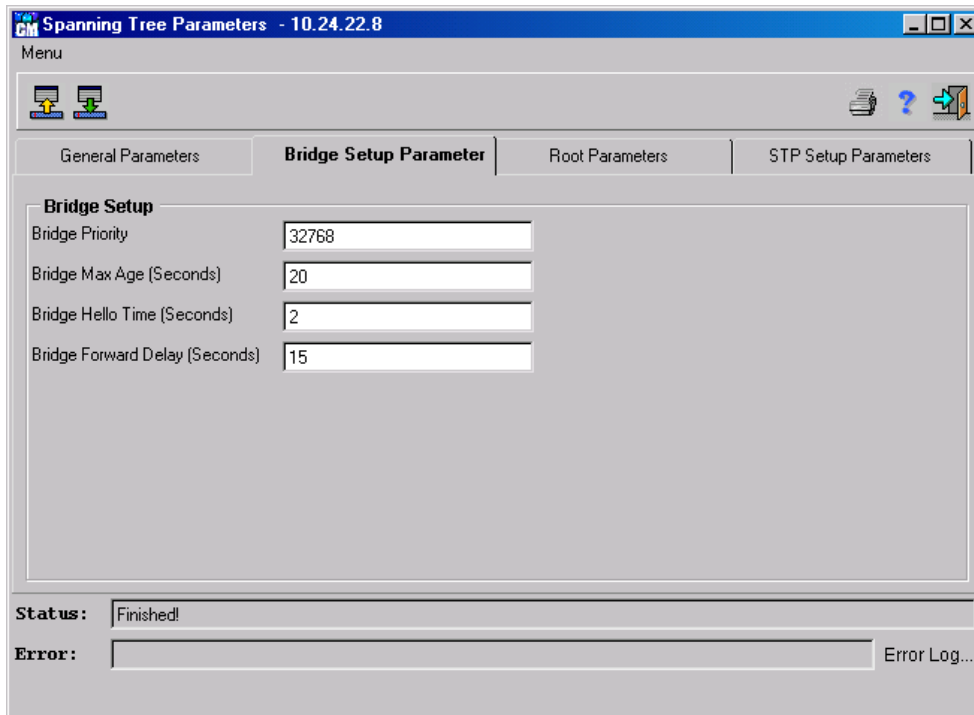 CM Spanning Tree Parameters - 10.24.22.8
Menu
General Parameters Bridge Setup Parameter Root Parameters STP Setup Parameters
Bridge Setup
Bridge Priority 32768
Bridge Max Age (Seconds) 20
Bridge Hello Time (Seconds) 2
Bridge Forward Delay (Seconds) 15
Status: Finished!
Error: Error Log...